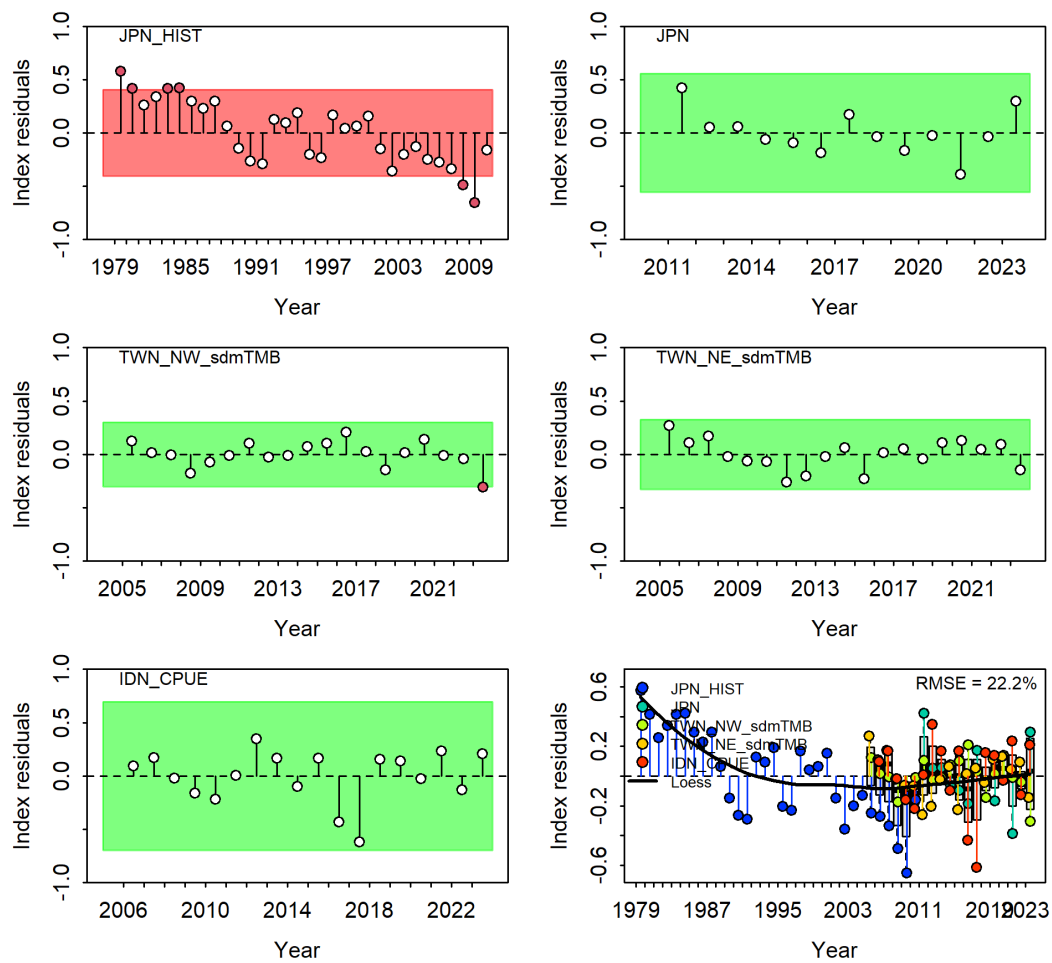 JPN_HIST
Index residuals
1.0
0.5
0.0
-1.0
1979 1985 1991 1997 2003 2009
Year
JPN
Index residuals
1.0
0.5
0.0
-1.0
2011 2014 2017 2020 2023
Year
TWN_NW_sdmTMB
Index residuals
1.0
0.5
0.0
-1.0
2005 2009 2013 2017 2021
Year
TWN_NE_sdmTMB
Index residuals
1.0
0.5
0.0
-1.0
2005 2009 2013 2017 2021
Year
IDN_CPUE
Index residuals
1.0
0.5
0.0
-1.0
2006 2010 2014 2018 2022
Year
RMSE = 22.2%
JPN_HIST
JPN
TWN_NW_sdmTMB
TWN_NE_sdmTMB
IDN_CPUE
Loess
Index residuals
0.6
0.2
-0.2
-0.6
1979 1987 1995 2003 2011 2019 2023
Year